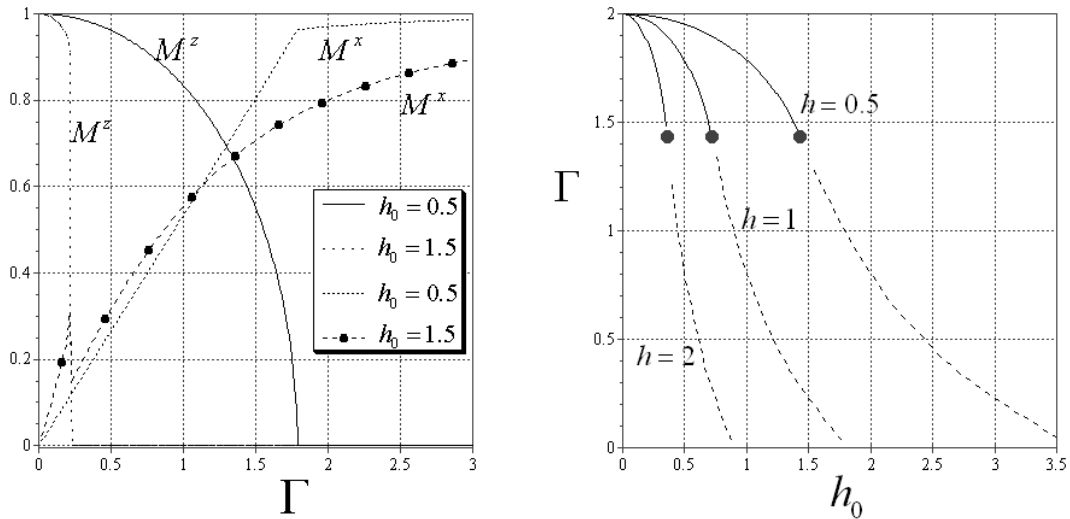 1
0.8
0.6
0.4
0.2
0
M^z
M^x
M^x
M^z
h_0 = 0.5
h_0 = 1.5
h_0 = 0.5
h_0 = 1.5
0 0.5 1 1.5 2 2.5 3
Γ
2
1.5
1
0.5
0
Γ
h = 0.5
h = 1
h = 2
0 0.5 1 1.5 2 2.5 3 3.5
h_0